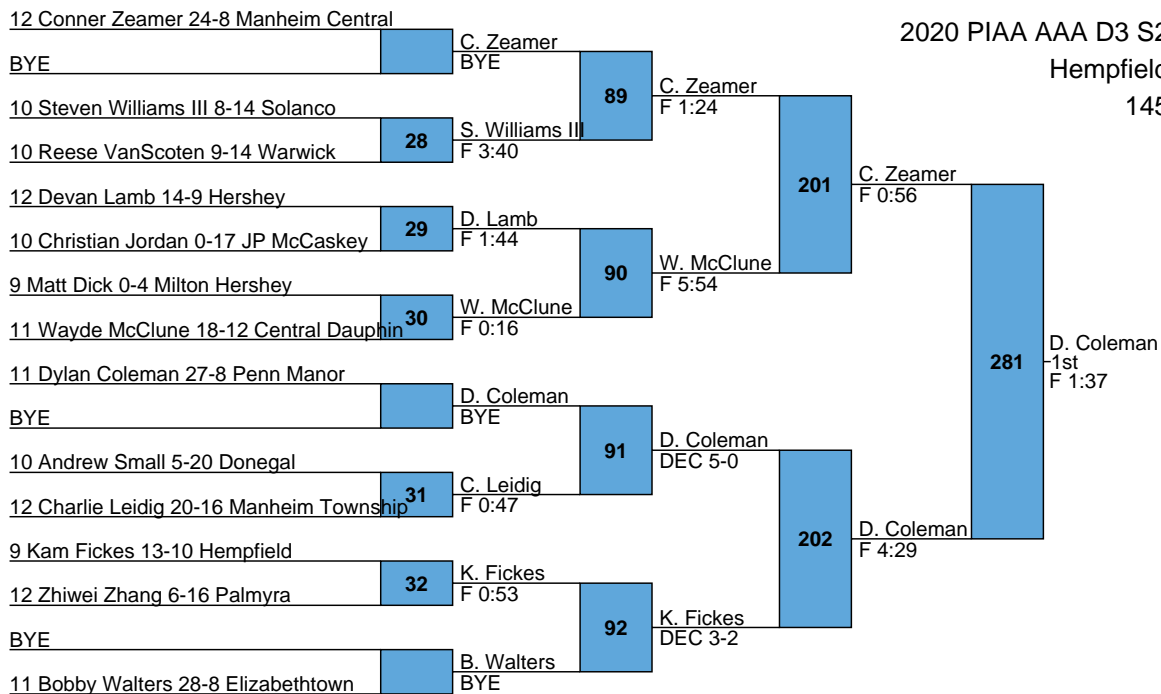 12 Conner Zeamer 24-8 Manheim Central
BYE
10 Steven Williams III 8-14 Solanco
10 Reese VanScoten 9-14 Warwick
12 Devan Lamb 14-9 Hershey
10 Christian Jordan 0-17 JP McCaskey
9 Matt Dick 0-4 Milton Hershey
11 Wayde McClune 18-12 Central Dauphin
11 Dylan Coleman 27-8 Penn Manor
BYE
10 Andrew Small 5-20 Donegal
12 Charlie Leidig 20-16 Manheim Township
9 Kam Fickes 13-10 Hempfield
12 Zhiwei Zhang 6-16 Palmyra
BYE
11 Bobby Walters 28-8 Elizabethtown
28
29
30
31
32
C. Zeamer
BYE
S. Williams III
F 3:40
D. Lamb
F 1:44
W. McClune
F 0:16
D. Coleman
BYE
C. Leidig
F 0:47
K. Fickes
F 0:53
B. Walters
BYE
89
90
91
92
C. Zeamer
F 1:24
W. McClune
F 5:54
D. Coleman
DEC 5-0
K. Fickes
DEC 3-2
201
202
C. Zeamer
F 0:56
D. Coleman
F 4:29
281
D. Coleman
1st
F 1:37
2020 PIAA AAA D3 S2
Hempfield
145